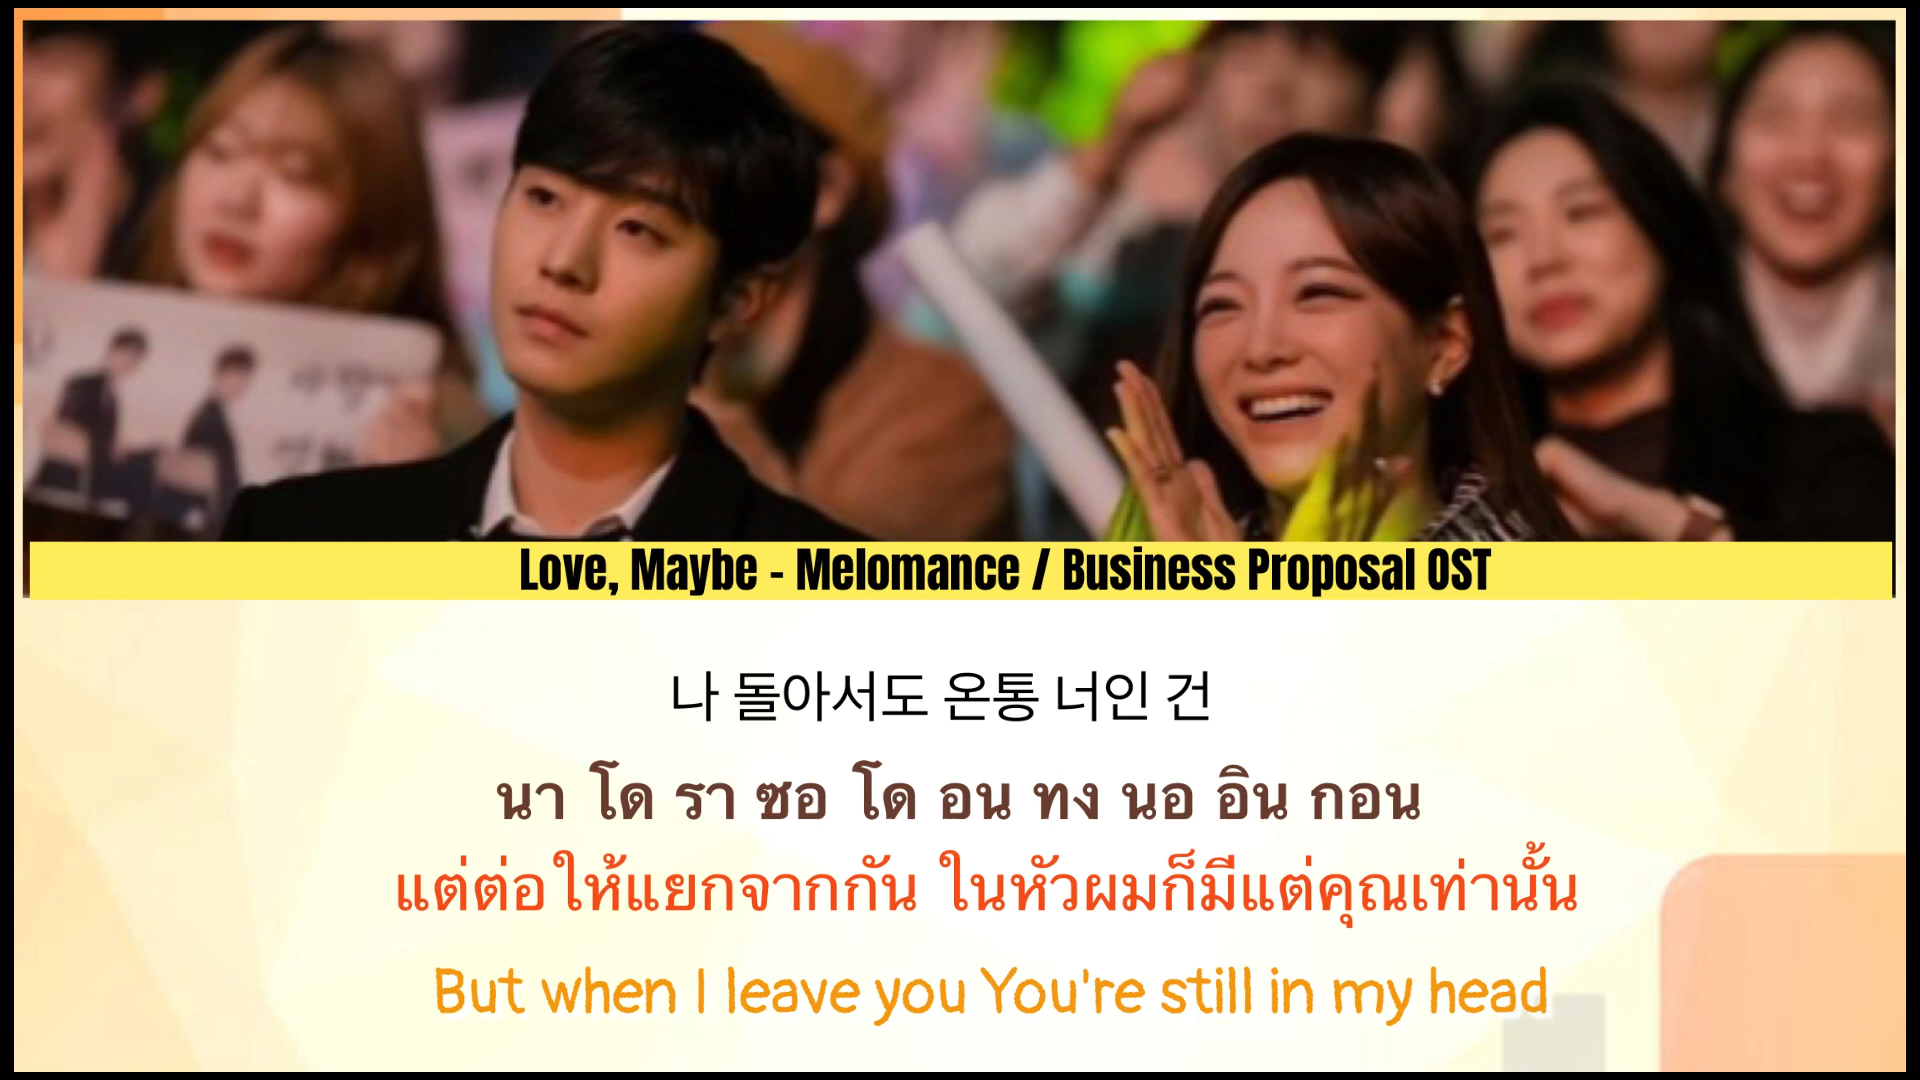 Love, Maybe - Melomance / Business Proposal OST
나 돌아서도 온통 너인 건
นา โด รา ซอ โด อน ทง นอ อิน กอน
แต่ต่อให้แยกจากกัน ในหัวผมก็มีแต่คุณเท่านั้น
But when I leave you You're still in my head